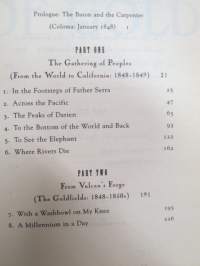 Prologue: The Baron and the Carpenter
(Coloma: January 1848) · 1
PART ONE
The Gathering of Peoples
(From the World to California: 1848-1849) 21
1. In the Footsteps of Father Serra 25
2. Across the Pacific 47
3. The Peaks of Darien 65
4. To the Bottom of the World and Back 93
5. To See the Elephant 122
6. Where Rivers Die 162
PART TWO
From Vulcan's Forge
(The Goldfields: 1848-1850s) 191
7. With a Washbowl on My Knee 195
8. A Millennium in a Day 226